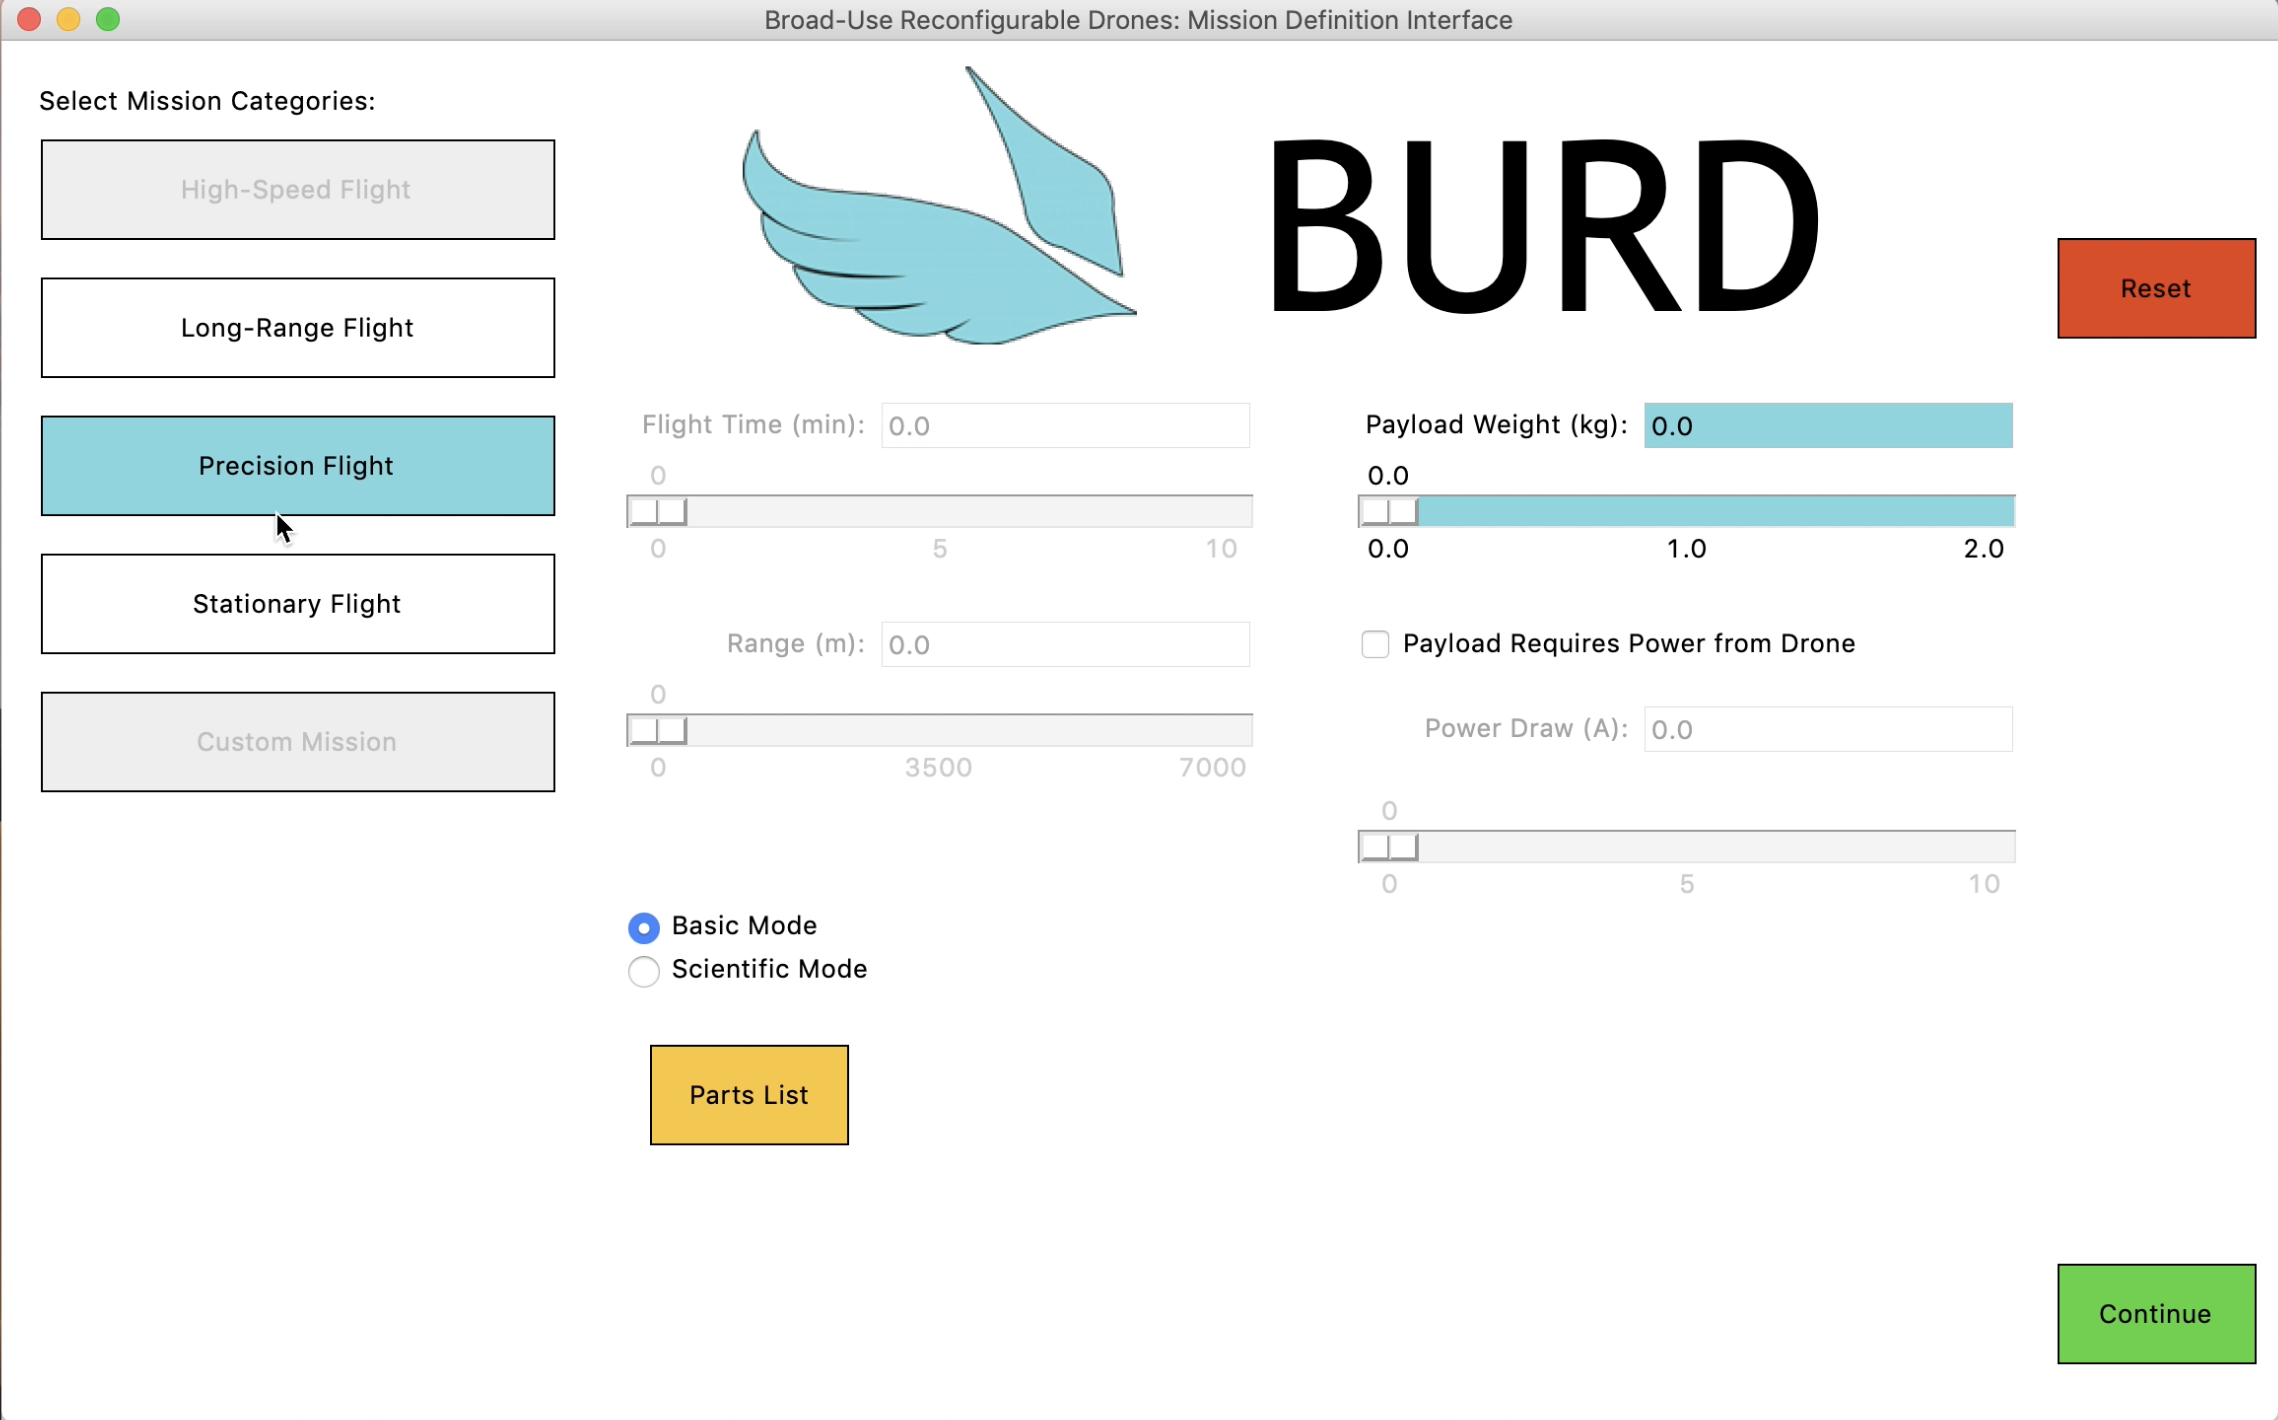 Broad-Use Reconfigurable Drones: Mission Definition Interface
Select Mission Categories:
High-Speed Flight
Long-Range Flight
Precision Flight
Stationary Flight
Custom Mission
BURD
Reset
Flight Time (min): 0.0
0
0 5 10
Payload Weight (kg): 0.0
0.0
0.0 1.0 2.0
Range (m): 0.0
0
0 3500 7000
Payload Requires Power from Drone
Power Draw (A): 0.0
0
0 5 10
Basic Mode
Scientific Mode
Parts List
Continue